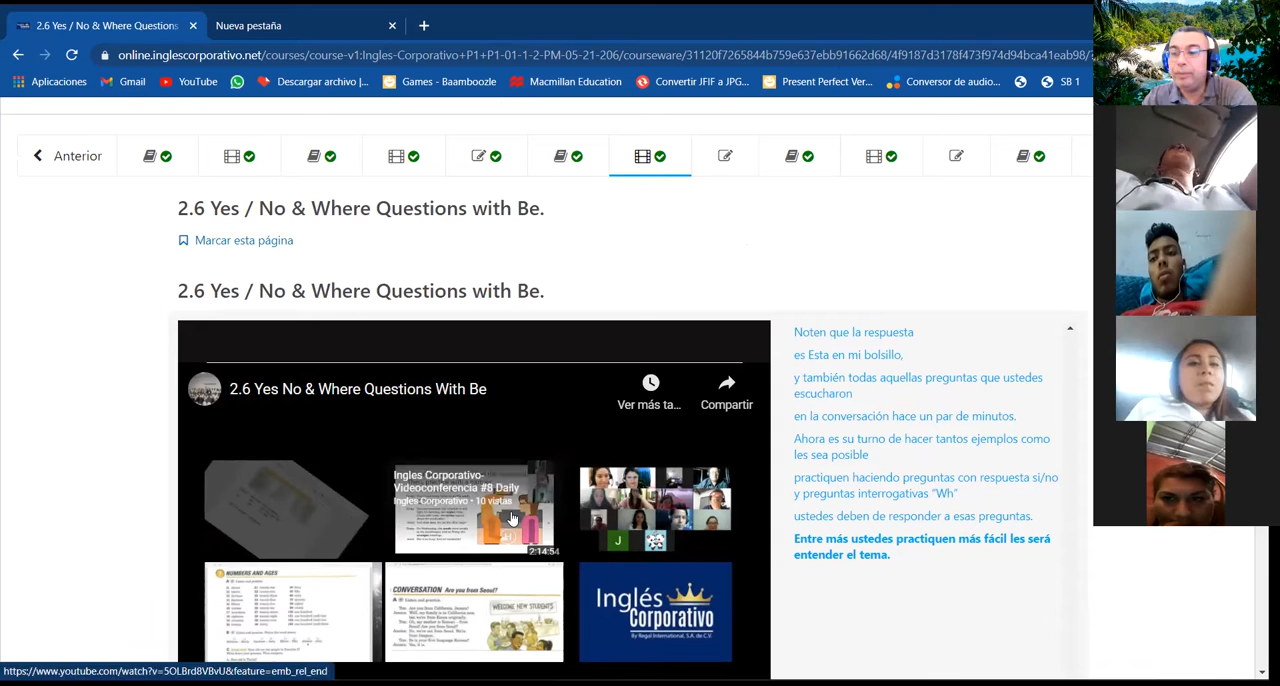 2.6 Yes / No & Where Questions
Nueva pestaña
online.inglescorporativo.net/courses/course-v1:Ingles-Corporativo+P1+P1-01-1-2-PM-05-21-206/courseware/31120f7265844b759e637ebb91662d68/4f9187d3178f473f974d94bca41eab98/
Aplicaciones
Gmail
YouTube
Descargar archivo |...
Games - Baamboozle
Macmillan Education
Convertir JFIF a JPG...
Present Perfect Ver...
Conversor de audio...
SB 1
Anterior
2.6 Yes / No & Where Questions with Be.
Marcar esta página
2.6 Yes / No & Where Questions with Be.
2.6 Yes No & Where Questions With Be
Ver más ta...
Compartir
Ingles Corporativo-
Videoconferencia #8 Daily
Ingles Corporativo • 10 vistas
2:14:54
J
NUMBERS AND AGES
CONVERSATION Are you from Seoul?
WELCOME NEW STUDENTS
Inglés
Corporativo
By Regal International, S.A. de C.V.
Noten que la respuesta
es Esta en mi bolsillo,
y también todas aquellas preguntas que ustedes
escucharon
en la conversación hace un par de minutos.
Ahora es su turno de hacer tantos ejemplos como
les sea posible
practiquen haciendo preguntas con respuesta si/no
y preguntas interrogativas “Wh”
ustedes deben de responder a esas preguntas.
Entre más ustedes practiquen más fácil les será
entender el tema.
https://www.youtube.com/watch?v=5OLBrd8VBvU&feature=emb_rel_end